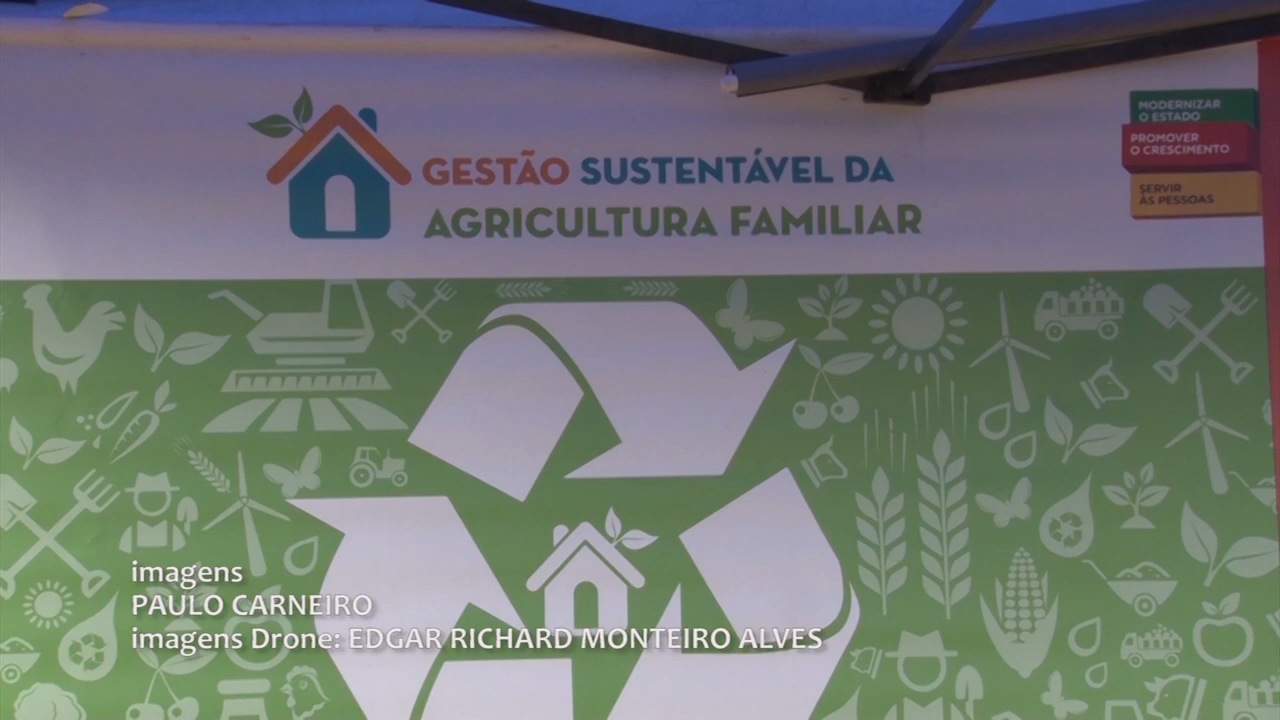 GESTÃO SUSTENTÁVEL DA
AGRICULTURA FAMILIAR
MODERNIZAR
O ESTADO
PROMOVER
O CRESCIMENTO
SERVIR
ÀS PESSOAS
imagens
PAULO CARNEIRO
imagens Drone: EDGAR RICHARD MONTEIRO ALVES